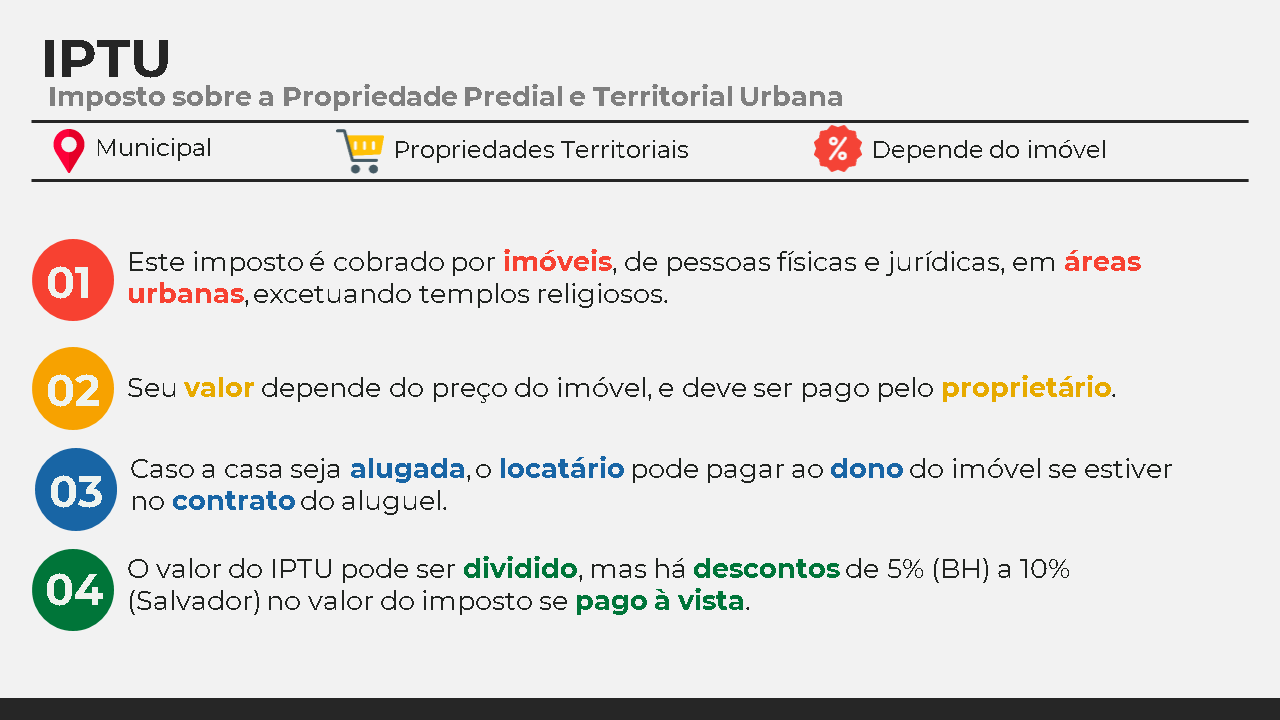 IPTU
Imposto sobre a Propriedade Predial e Territorial Urbana
Municipal
Propriedades Territoriais
%
Depende do imóvel
01
Este imposto é cobrado por imóveis, de pessoas físicas e jurídicas, em áreas
urbanas, excetuando templos religiosos.
02
Seu valor depende do preço do imóvel, e deve ser pago pelo proprietário.
03
Caso a casa seja alugada, o locatário pode pagar ao dono do imóvel se estiver
no contrato do aluguel.
04
O valor do IPTU pode ser dividido, mas há descontos de 5% (BH) a 10%
(Salvador) no valor do imposto se pago à vista.